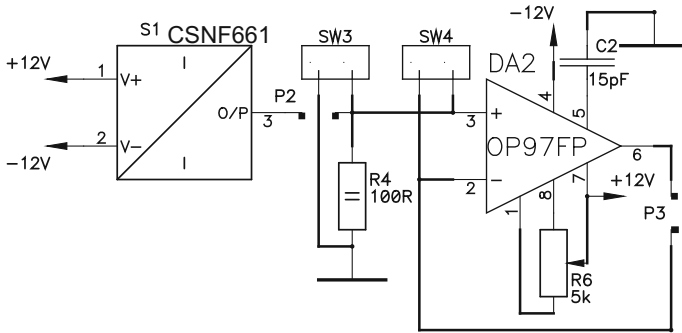 S1 CSNF661
+12V
1
V+
2
V−
−12V
I
I
O/P
3
P2
SW3
SW4
R4
100R
−12V
DA2
C2
15pF
4
5
3
+
OP97FP
−
2
6
7
+12V
P3
1
8
R6
5k